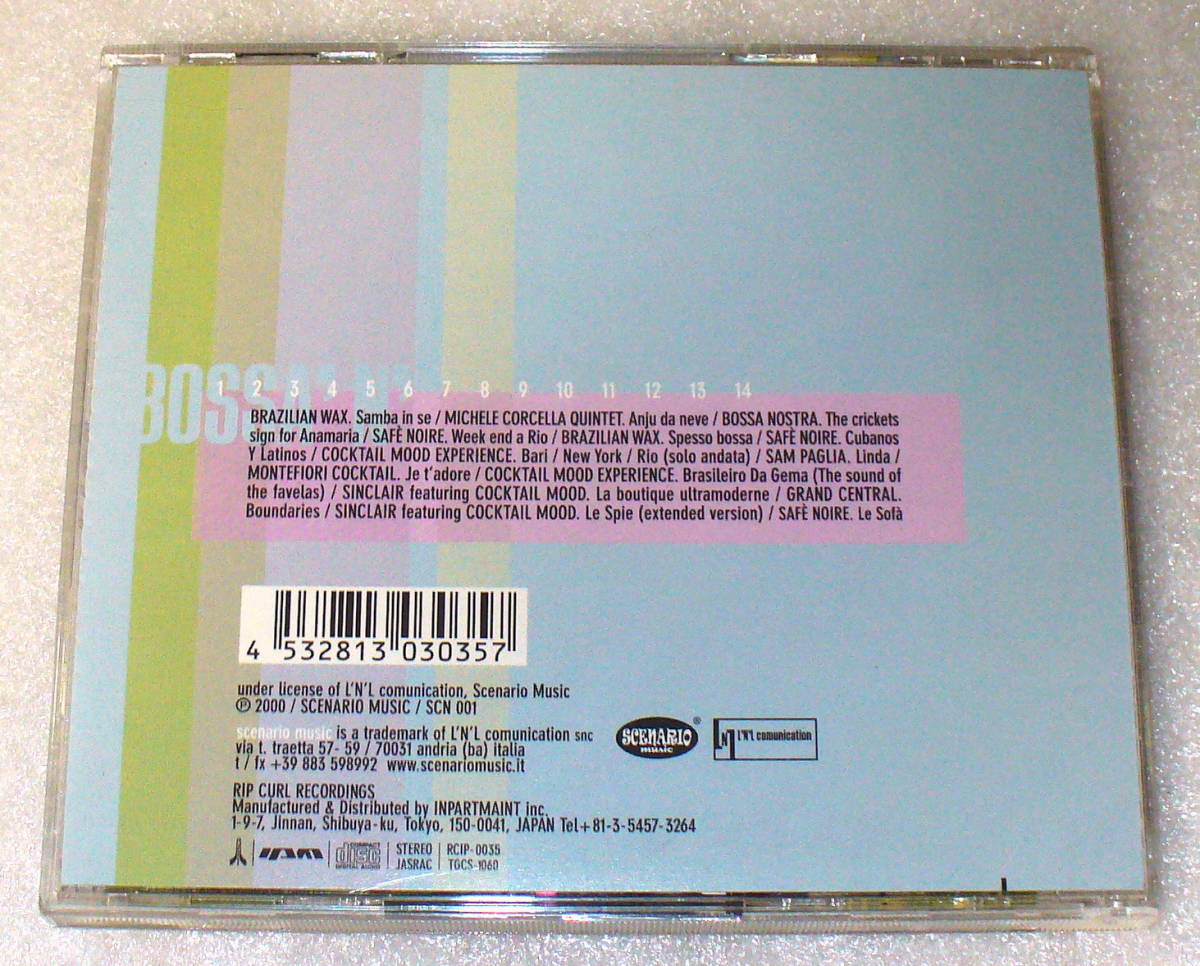 BOSSA
1 2 3 4 5 6 7 8 9 10 11 12 13 14
BRAZILIAN WAX. Samba in se / MICHELE CORCELLA QUINTET. Anju da neve / BOSSA NOSTRA. The crickets
sign for Anamaria / SAFÈ NOIRE. Week end a Rio / BRAZILIAN WAX. Spesso bossa / SAFÈ NOIRE. Cubanos
Y Latinos / COCKTAIL MOOD EXPERIENCE. Bari / New York / Rio (solo andata) / SAM PAGLIA. Linda /
MONTEFIORI COCKTAIL. Je t'adore / COCKTAIL MOOD EXPERIENCE. Brasileiro Da Gema (The sound of
the favelas) / SINCLAIR featuring COCKTAIL MOOD. La boutique ultramoderne / GRAND CENTRAL.
Boundaries / SINCLAIR featuring COCKTAIL MOOD. Le Spie (extended version) / SAFÈ NOIRE. Le Sofà
4 532813 030357
under license of L'N'L comunication, Scenario Music
℗ 2000 / SCENARIO MUSIC / SCN 001
scenario music is a trademark of L'N'L comunication snc
via t. traetta 57- 59 / 70031 andria (ba) italia
t / fx +39 883 598992 www.scenariomusic.it
SCENARIO music ®
LNL L'N'L comunication
RIP CURL RECORDINGS
Manufactured & Distributed by INPARTMAINT inc.
1-9-7, Jinnan, Shibuya-ku, Tokyo, 150-0041, JAPAN Tel+81-3-5457-3264
COMPACT disc DIGITAL AUDIO
STEREO
JASRAC
RCIP-0035
TGCS-1060